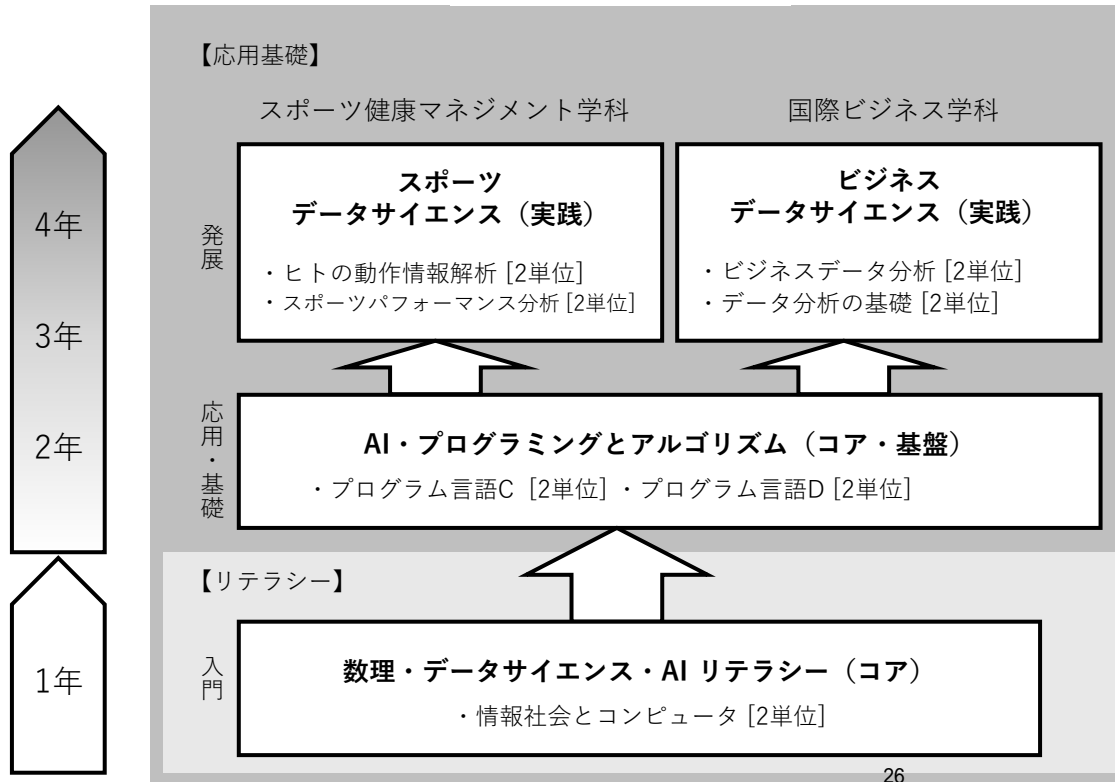 【応用基礎】
スポーツ健康マネジメント学科
国際ビジネス学科
4年
3年
2年
1年
発展
スポーツ
データサイエンス（実践）
・ヒトの動作情報解析 [2単位]
・スポーツパフォーマンス分析 [2単位]
ビジネス
データサイエンス（実践）
・ビジネスデータ分析 [2単位]
・データ分析の基礎 [2単位]
応用・基礎
AI・プログラミングとアルゴリズム（コア・基盤）
・プログラム言語C [2単位] ・プログラム言語D [2単位]
【リテラシー】
入門
数理・データサイエンス・AI リテラシー（コア）
・情報社会とコンピュータ [2単位]
26